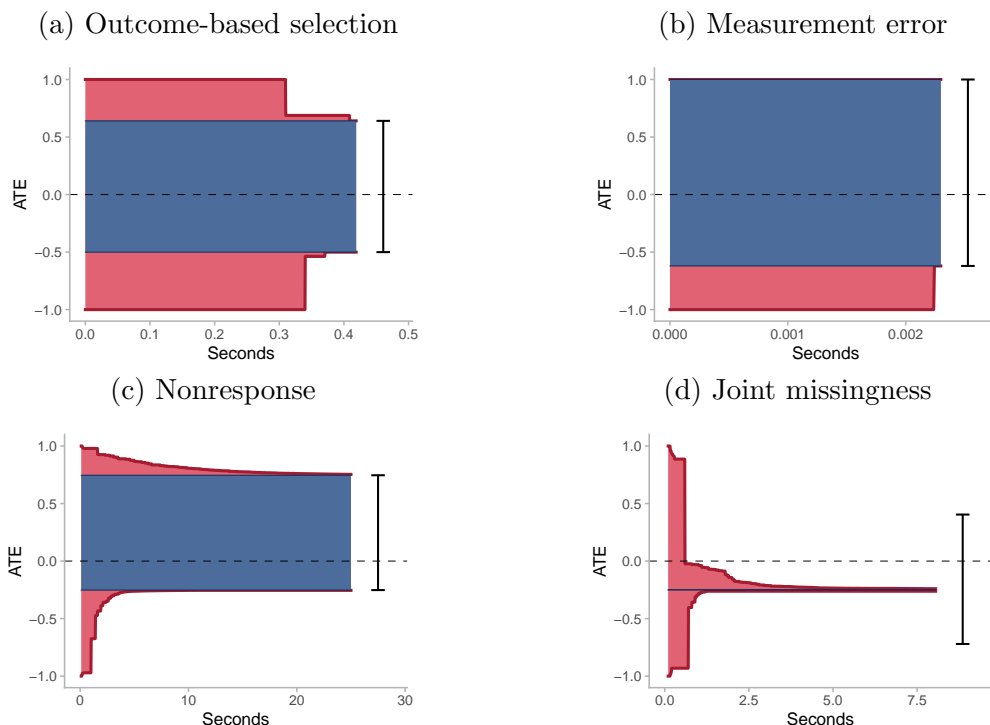 (a) Outcome-based selection
(b) Measurement error
1.0
0.5
0.0
−0.5
−1.0
ATE
0.0 0.1 0.2 0.3 0.4 0.5
Seconds
1.0
0.5
0.0
−0.5
−1.0
ATE
0.000 0.001 0.002
Seconds
(c) Nonresponse
(d) Joint missingness
1.0
0.5
0.0
−0.5
−1.0
ATE
0 10 20 30
Seconds
1.0
0.5
0.0
−0.5
−1.0
ATE
0.0 2.5 5.0 7.5
Seconds